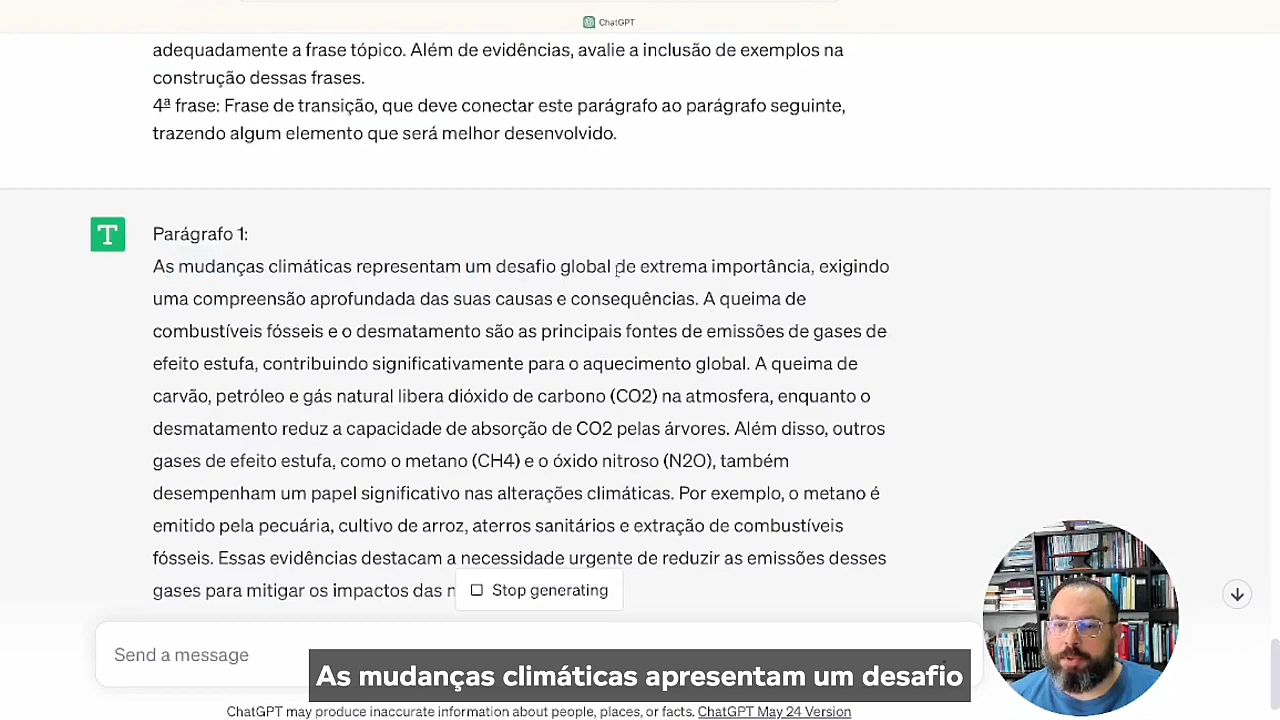 ChatGPT
adequadamente a frase tópico. Além de evidências, avalie a inclusão de exemplos na
construção dessas frases.
4ª frase: Frase de transição, que deve conectar este parágrafo ao parágrafo seguinte,
trazendo algum elemento que será melhor desenvolvido.
T
Parágrafo 1:
As mudanças climáticas representam um desafio global de extrema importância, exigindo
uma compreensão aprofundada das suas causas e consequências. A queima de
combustíveis fósseis e o desmatamento são as principais fontes de emissões de gases de
efeito estufa, contribuindo significativamente para o aquecimento global. A queima de
carvão, petróleo e gás natural libera dióxido de carbono (CO2) na atmosfera, enquanto o
desmatamento reduz a capacidade de absorção de CO2 pelas árvores. Além disso, outros
gases de efeito estufa, como o metano (CH4) e o óxido nitroso (N2O), também
desempenham um papel significativo nas alterações climáticas. Por exemplo, o metano é
emitido pela pecuária, cultivo de arroz, aterros sanitários e extração de combustíveis
fósseis. Essas evidências destacam a necessidade urgente de reduzir as emissões desses
gases para mitigar os impactos das
Stop generating
Send a message
As mudanças climáticas apresentam um desafio
ChatGPT may produce inaccurate information about people, places, or facts. ChatGPT May 24 Version